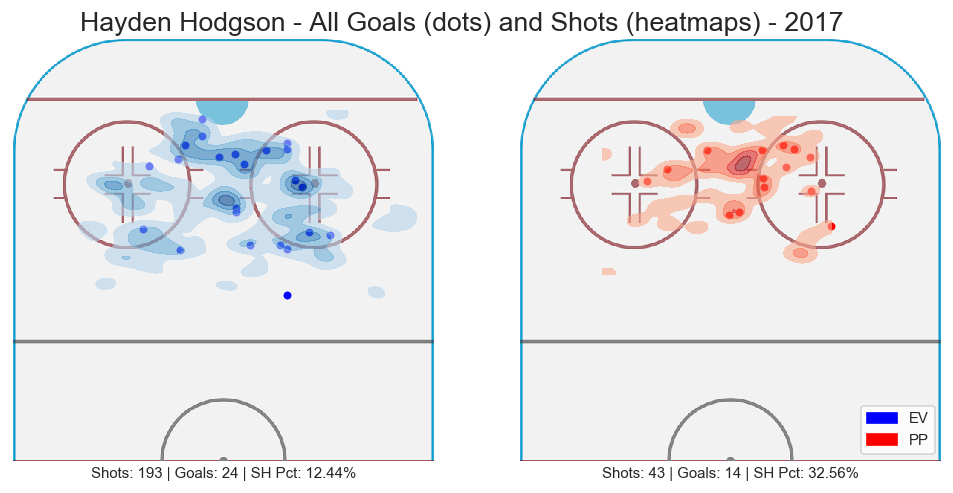 Hayden Hodgson - All Goals (dots) and Shots (heatmaps) - 2017
EV
PP
Shots: 193 | Goals: 24 | SH Pct: 12.44%
Shots: 43 | Goals: 14 | SH Pct: 32.56%